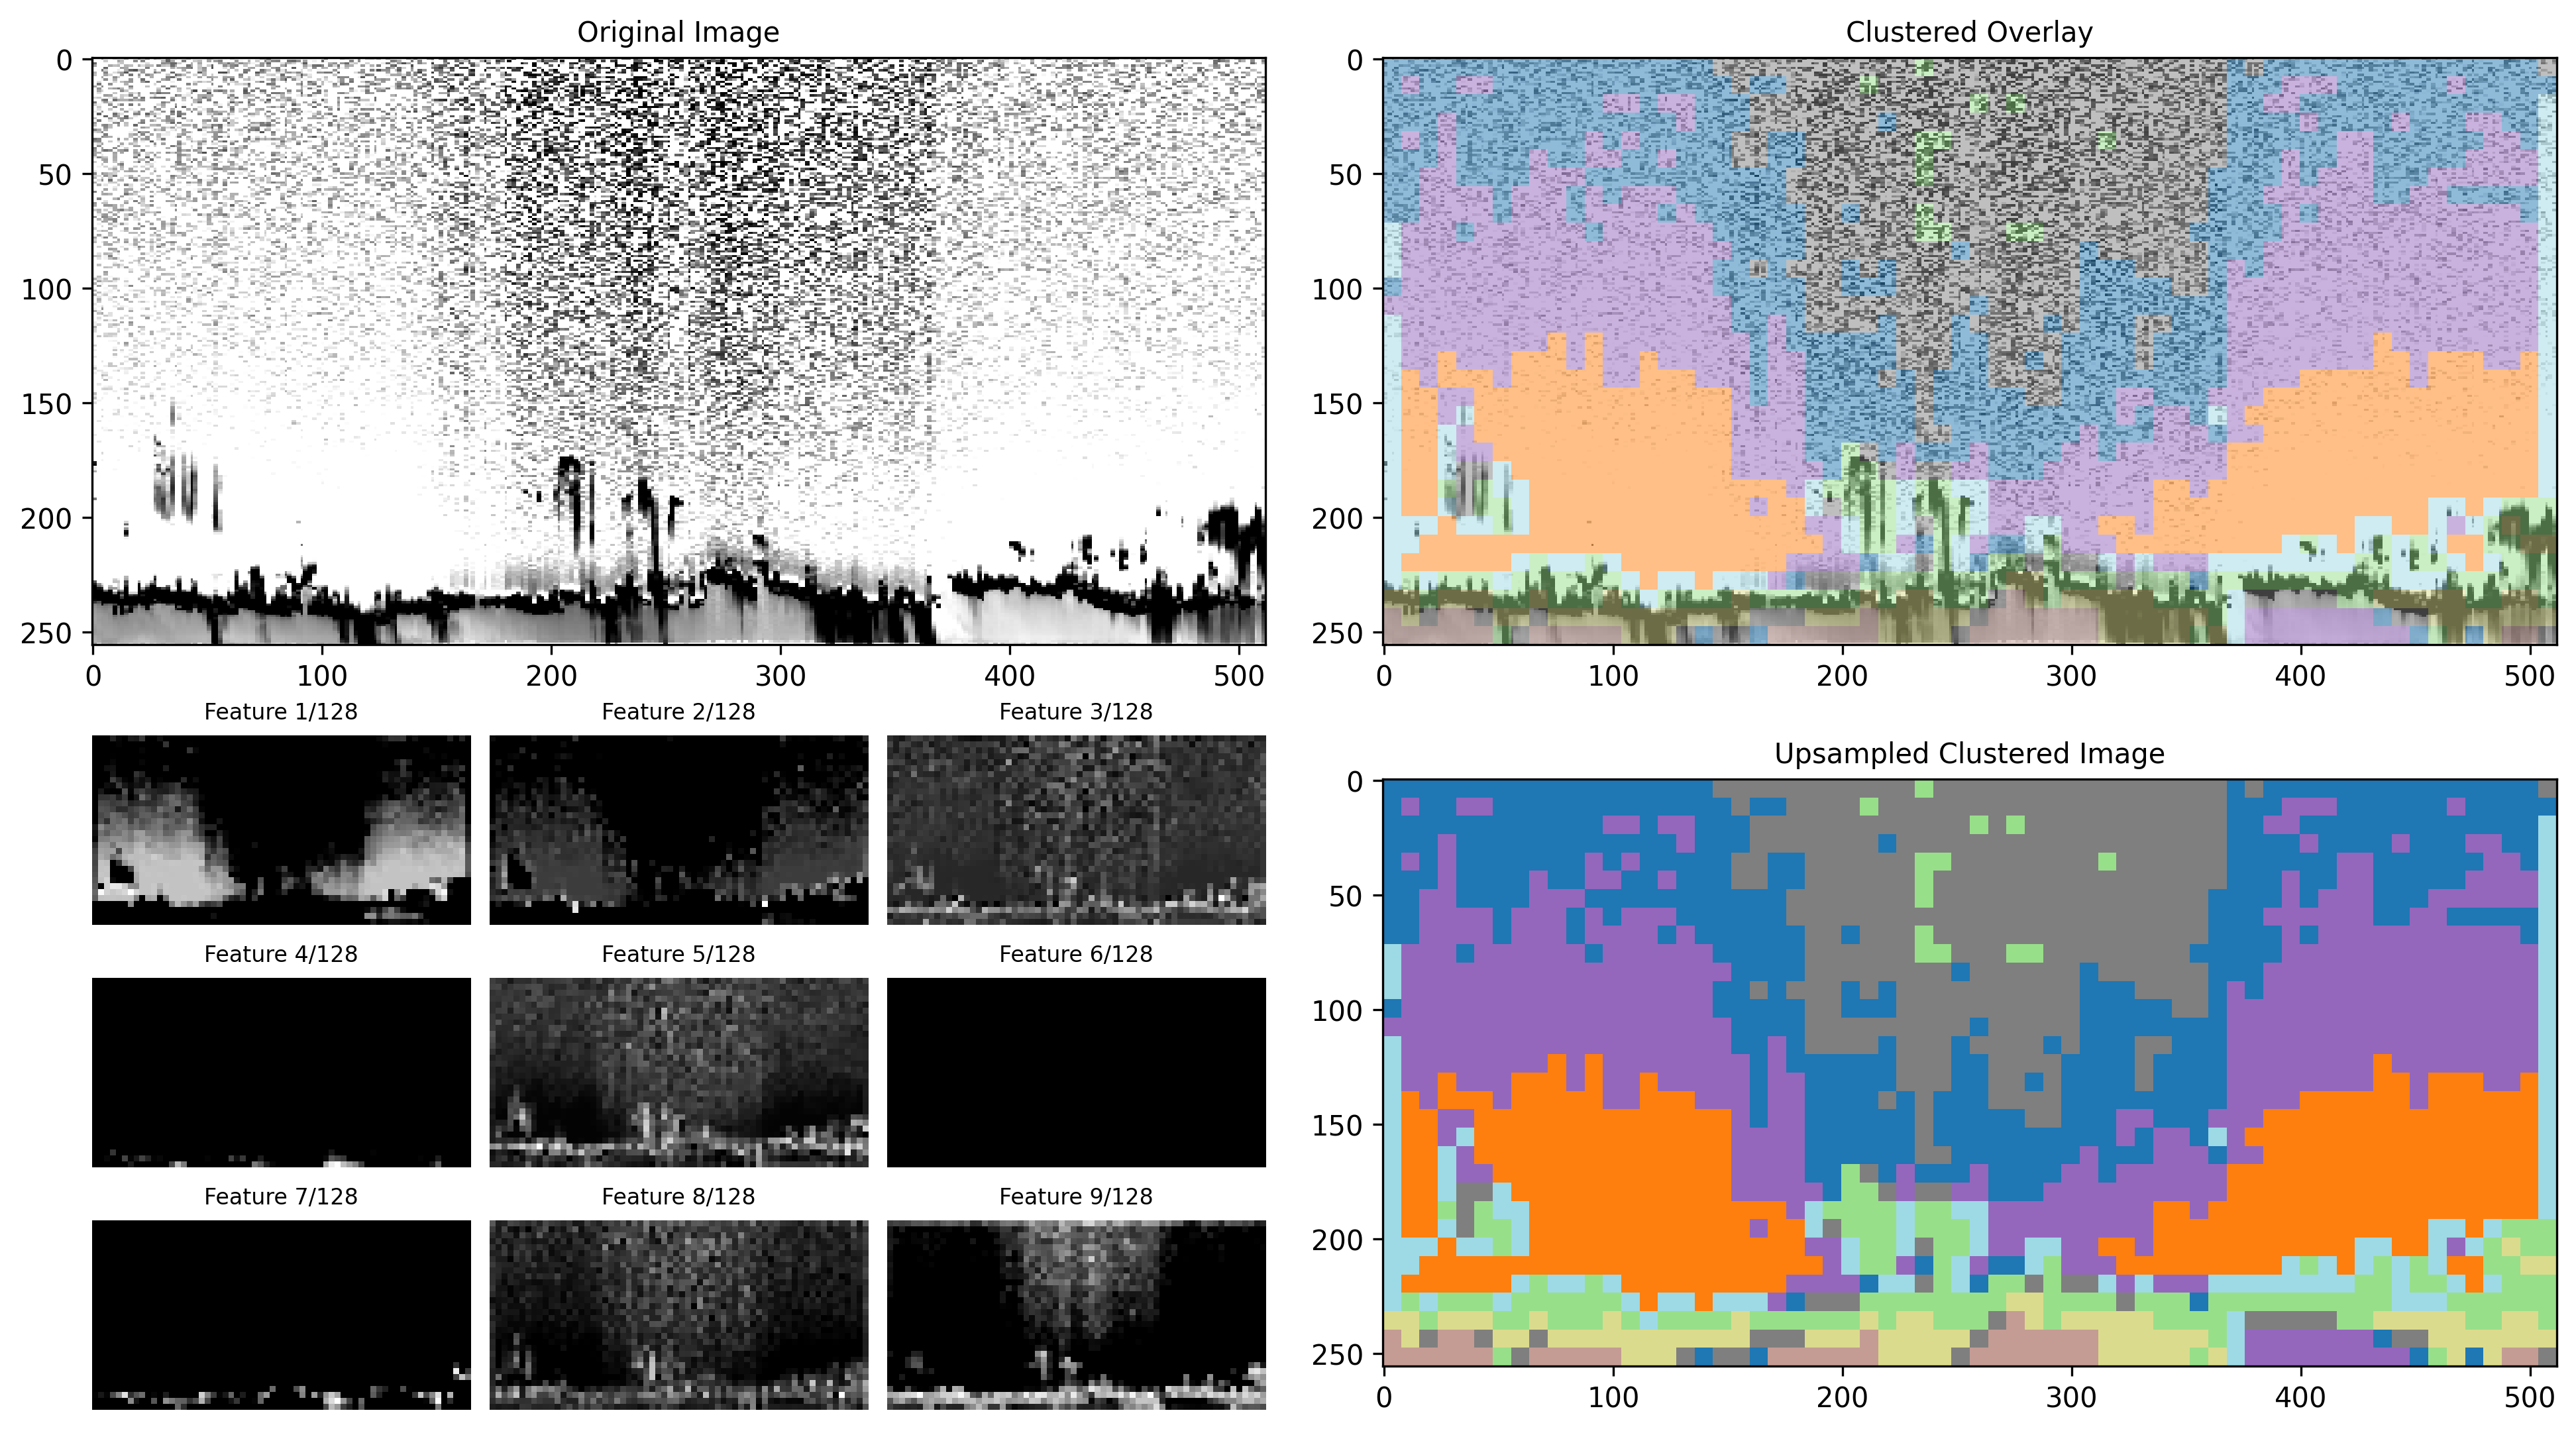 Original Image
0
50
100
150
200
250
0 100 200 300 400 500
Clustered Overlay
0
50
100
150
200
250
0 100 200 300 400 500
Feature 1/128 Feature 2/128 Feature 3/128
Feature 4/128 Feature 5/128 Feature 6/128
Feature 7/128 Feature 8/128 Feature 9/128
Upsampled Clustered Image
0
50
100
150
200
250
0 100 200 300 400 500